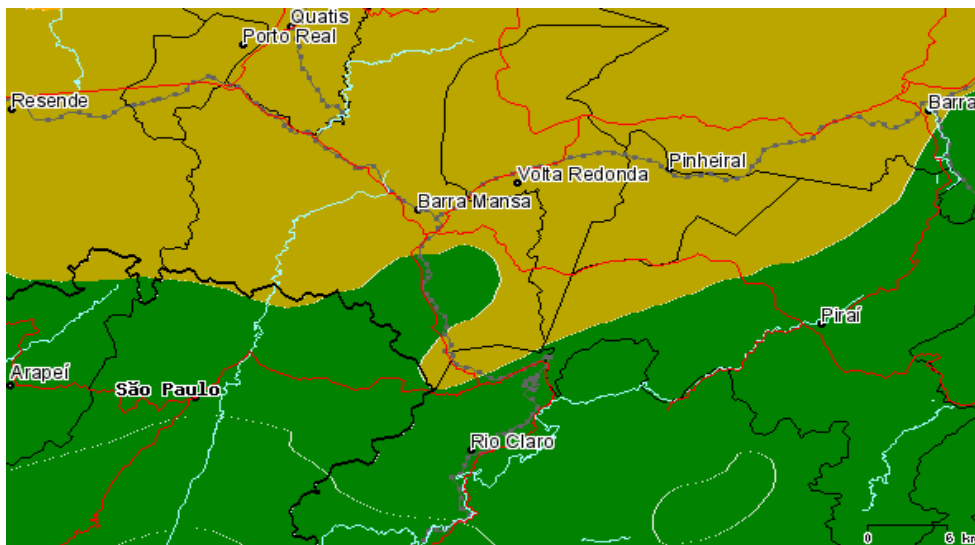 Quatis
Porto Real
Resende
Barra
Pinheiral
Volta Redonda
Barra Mansa
Piraí
Arapeí
São Paulo
Rio Claro
0 6 km